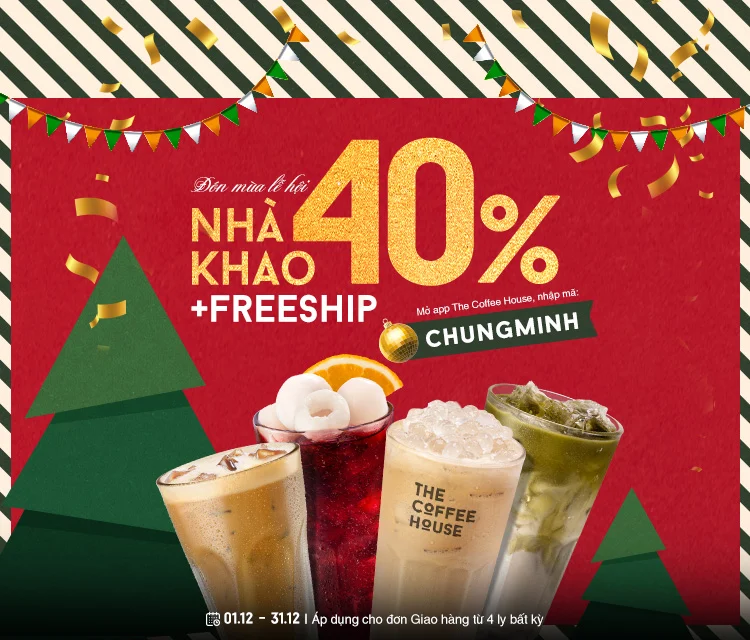 Đón mùa lễ hội
NHÀ
KHAO
40%
+FREESHIP
Mở app The Coffee House, nhập mã:
CHUNGMINH
THE
COFFEE
HOUSE
01.12 - 31.12 | Áp dụng cho đơn Giao hàng từ 4 ly bất kỳ